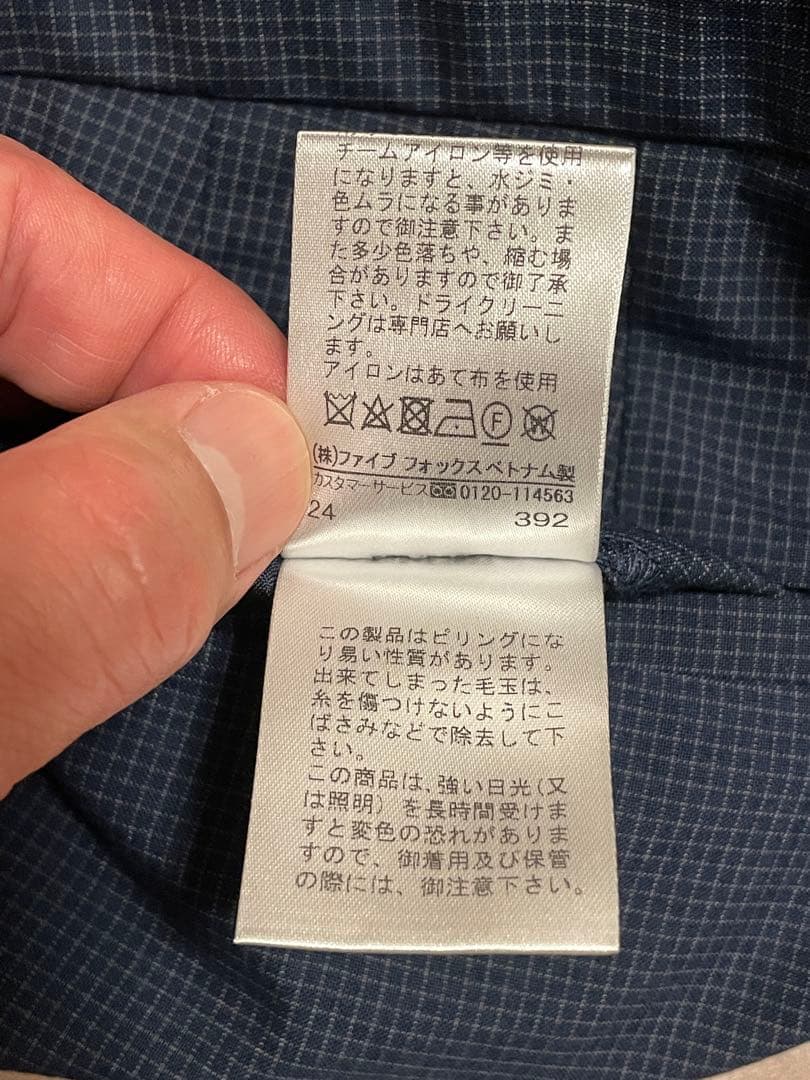 チームアイロン等を使用
になりますと、水ジミ・
色ムラになる事がありま
すので御注意下さい。ま
た多少色落ちや、縮む場
合がありますので御了承
下さい。ドライクリーニ
ングは専門店へお願いし
ます。
アイロンはあて布を使用
F W
(株)ファイブ フォックス ベトナム製
カスタマーサービス 0120-114563
24 392
この製品はピリングにな
り易い性質があります。
出来てしまった毛玉は、
糸を傷つけないようにこ
ばさみなどで除去して下
さい。
この商品は、強い日光(又
は照明)を長時間受けま
すと変色の恐れがありま
すので、御着用及び保管
の際には、御注意下さい。